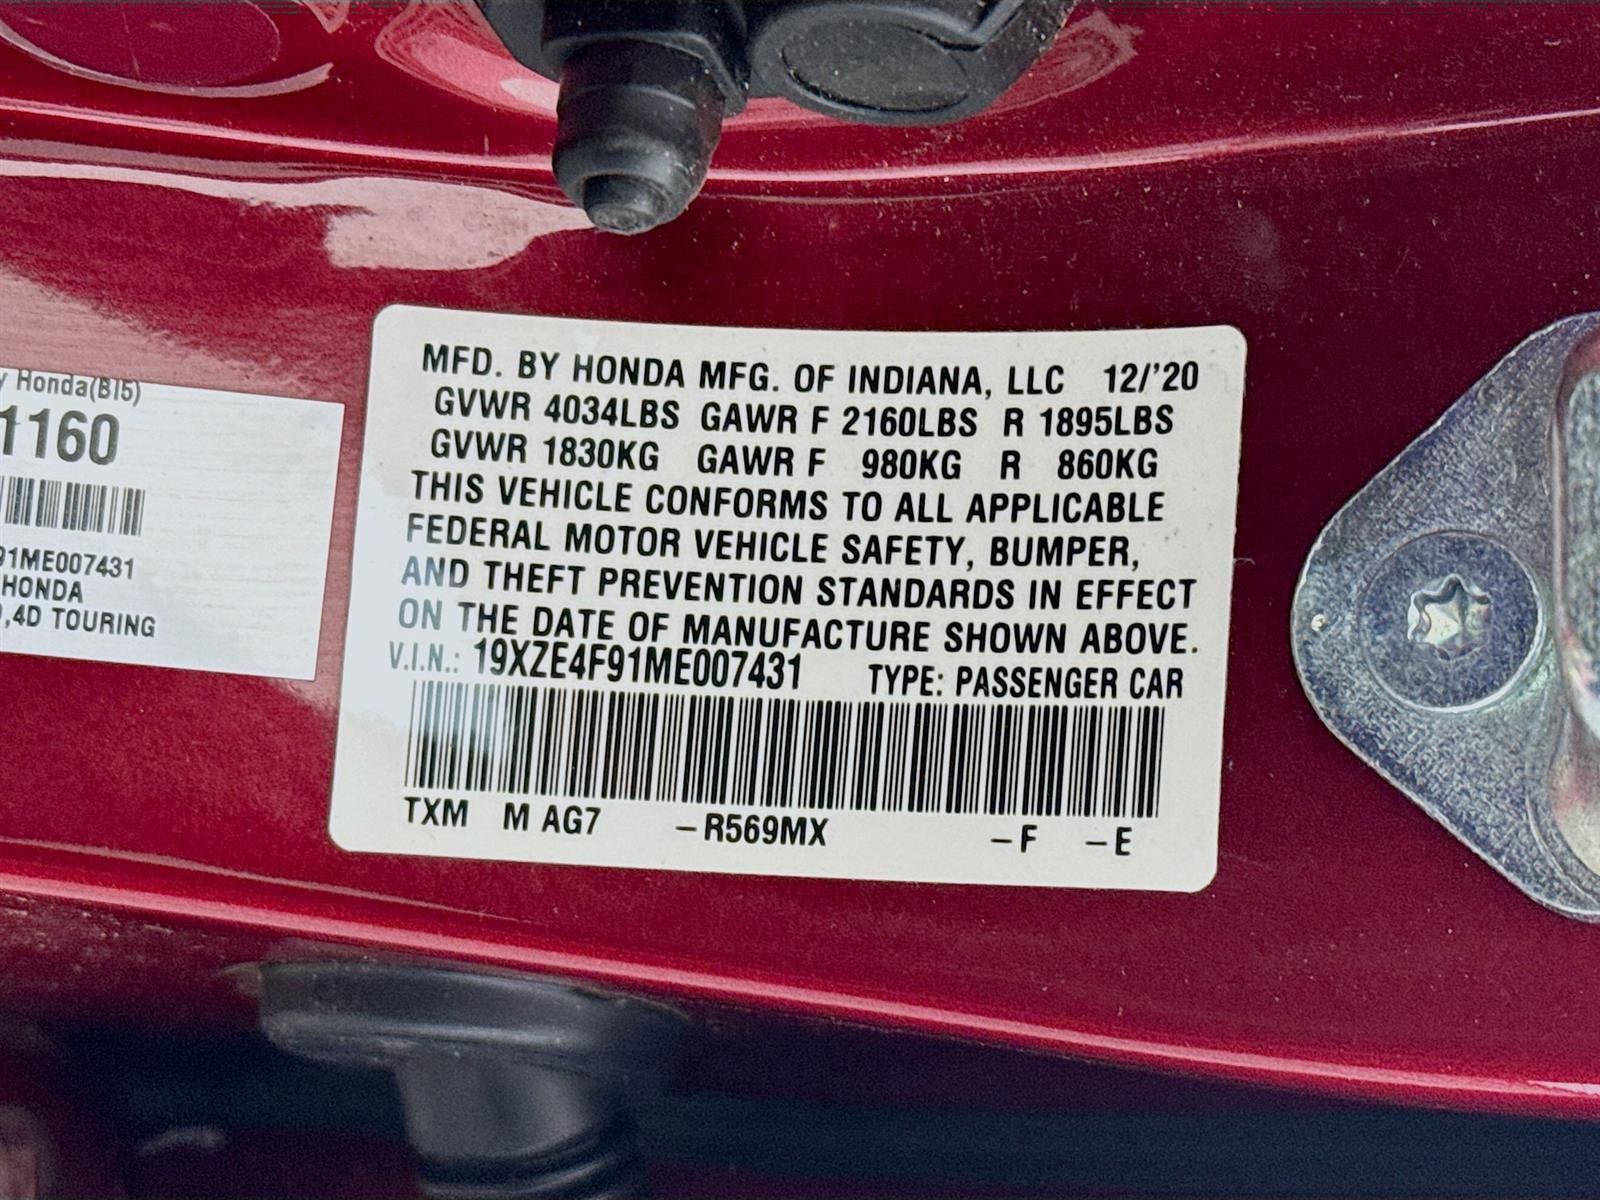 Honda(BI5)
1160
91ME007431
HONDA
,4D TOURING
MFD. BY HONDA MFG. OF INDIANA, LLC 12/'20
GVWR 4034LBS GAWR F 2160LBS R 1895LBS
GVWR 1830KG GAWR F 980KG R 860KG
THIS VEHICLE CONFORMS TO ALL APPLICABLE
FEDERAL MOTOR VEHICLE SAFETY, BUMPER,
AND THEFT PREVENTION STANDARDS IN EFFECT
ON THE DATE OF MANUFACTURE SHOWN ABOVE.
V.I.N.: 19XZE4F91ME007431 TYPE: PASSENGER CAR
TXM M AG7 –R569MX –F –E